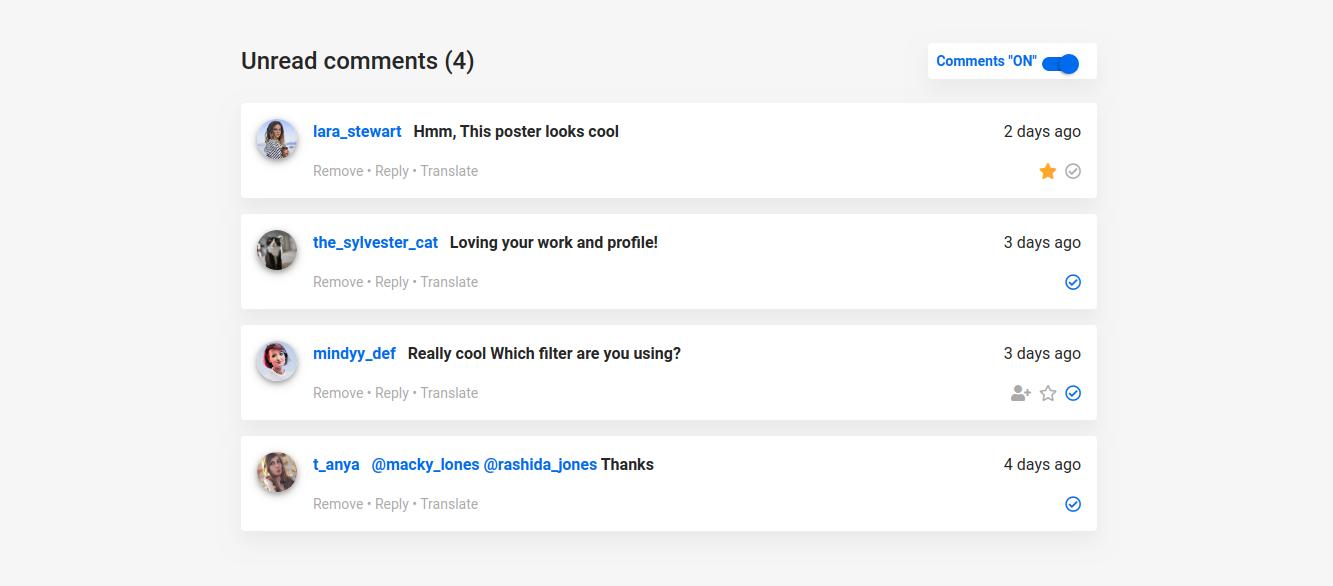 Unread comments (4)
Comments "ON"
lara_stewart Hmm, This poster looks cool
2 days ago
Remove • Reply • Translate
the_sylvester_cat Loving your work and profile!
3 days ago
Remove • Reply • Translate
mindyy_def Really cool Which filter are you using?
3 days ago
Remove • Reply • Translate
t_anya @macky_lones @rashida_jones Thanks
4 days ago
Remove • Reply • Translate